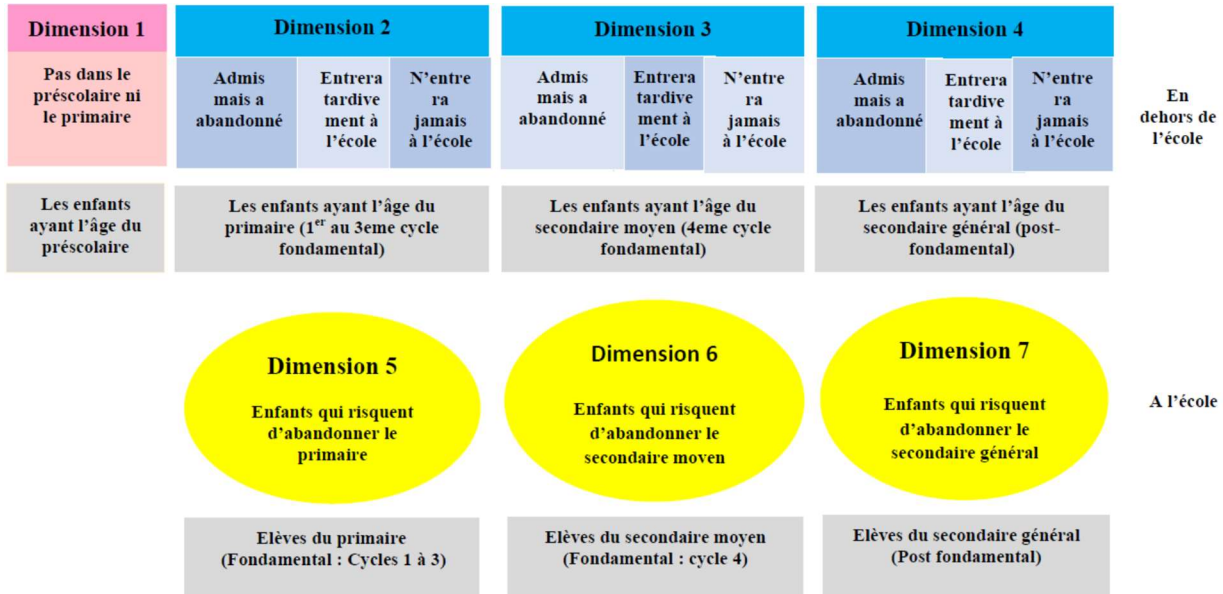 Dimension 1
Pas dans le
préscolaire ni
le primaire
Les enfants
ayant l’âge du
préscolaire
Dimension 2
Admis
mais a
abandonné
Entrera
tardive
ment à
l’école
N’entre
ra
jamais
à l’école
Les enfants ayant l’âge du
primaire (1er au 3eme cycle
fondamental)
Dimension 3
Admis
mais a
abandonné
Entrera
tardive
ment à
l’école
N’entre
ra
jamais
à l’école
Les enfants ayant l’âge du
secondaire moyen (4eme cycle
fondamental)
Dimension 4
Admis
mais a
abandonné
Entrera
tardive
ment à
l’école
N’entre
ra jamais
à l’école
Les enfants ayant l’âge du
secondaire général (post-
fondamental)
En
dehors de
l’école
Dimension 5
Enfants qui risquent
d’abandonner le
primaire
Dimension 6
Enfants qui risquent
d’abandonner le
secondaire moven
Dimension 7
Enfants qui risquent
d’abandonner le
secondaire général
A l’école
Elèves du primaire
(Fondamental : Cycles 1 à 3)
Elèves du secondaire moyen
(Fondamental : cycle 4)
Elèves du secondaire général
(Post fondamental)